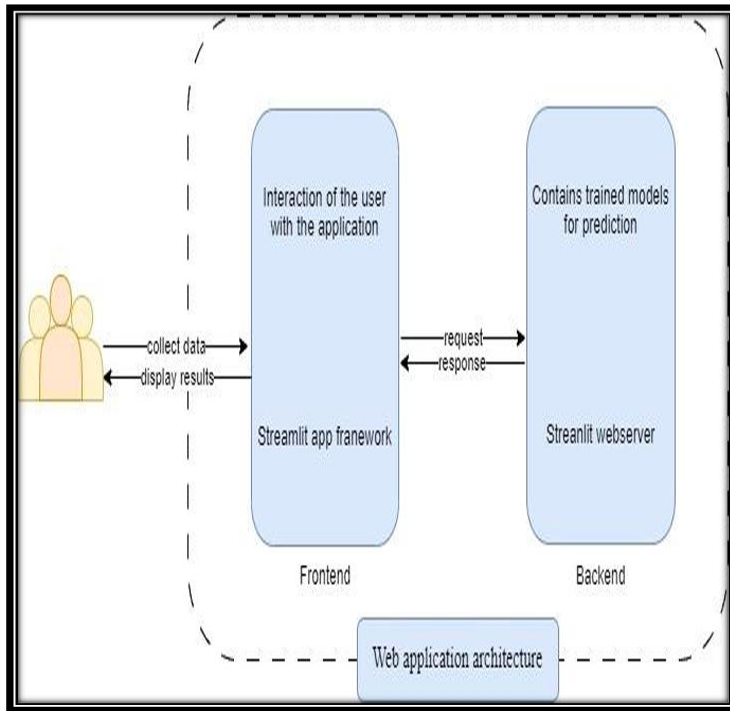 Interaction of the user
with the application
Contains trained models
for prediction
collect data
display results
request
response
Streamlit app franework
Streanlit webserver
Frontend
Backend
Web application architecture